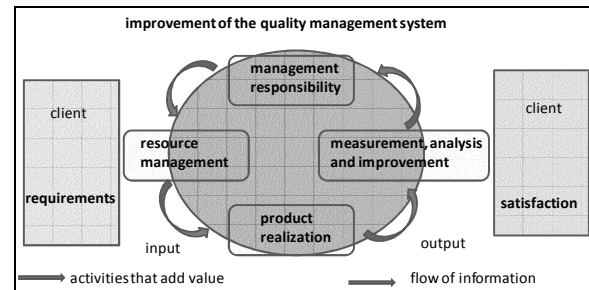 improvement of the quality management system
management
responsibility
client
client
resource
management
measurement, analysis
and improvement
requirements
satisfaction
product
realization
input
output
activities that add value
flow of information